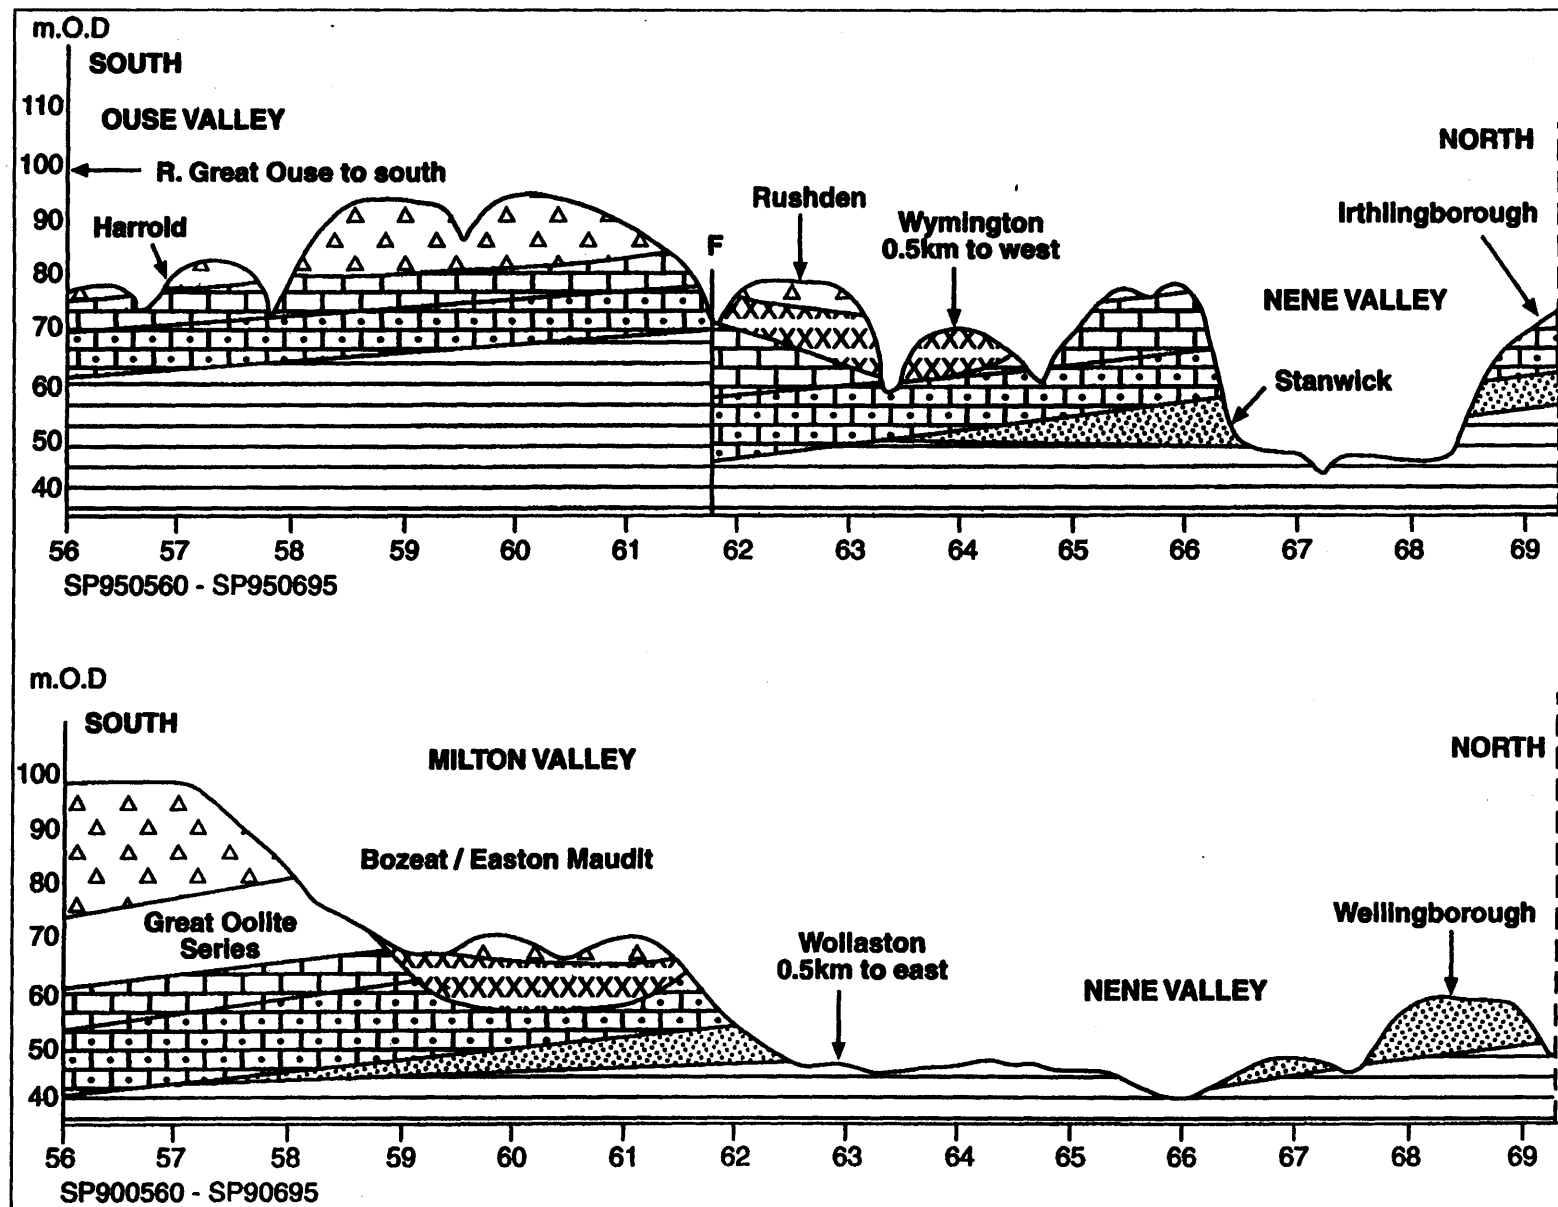 m.O.D
SOUTH
110
OUSE VALLEY
NORTH
100
R. Great Ouse to south
Rushden
Irthlingborough
90
Harrold
Wymington
0.5km to west
F
80
NENE VALLEY
70
60
Stanwick
50
40
56 57 58 59 60 61 62 63 64 65 66 67 68 69
SP950560 - SP950695
m.O.D
SOUTH
NORTH
MILTON VALLEY
100
90
Bozeat / Easton Maudit
80
Great Oolite
Series
Wellingborough
70
Wollaston
0.5km to east
NENE VALLEY
60
50
40
56 57 58 59 60 61 62 63 64 65 66 67 68 69
SP900560 - SP90695